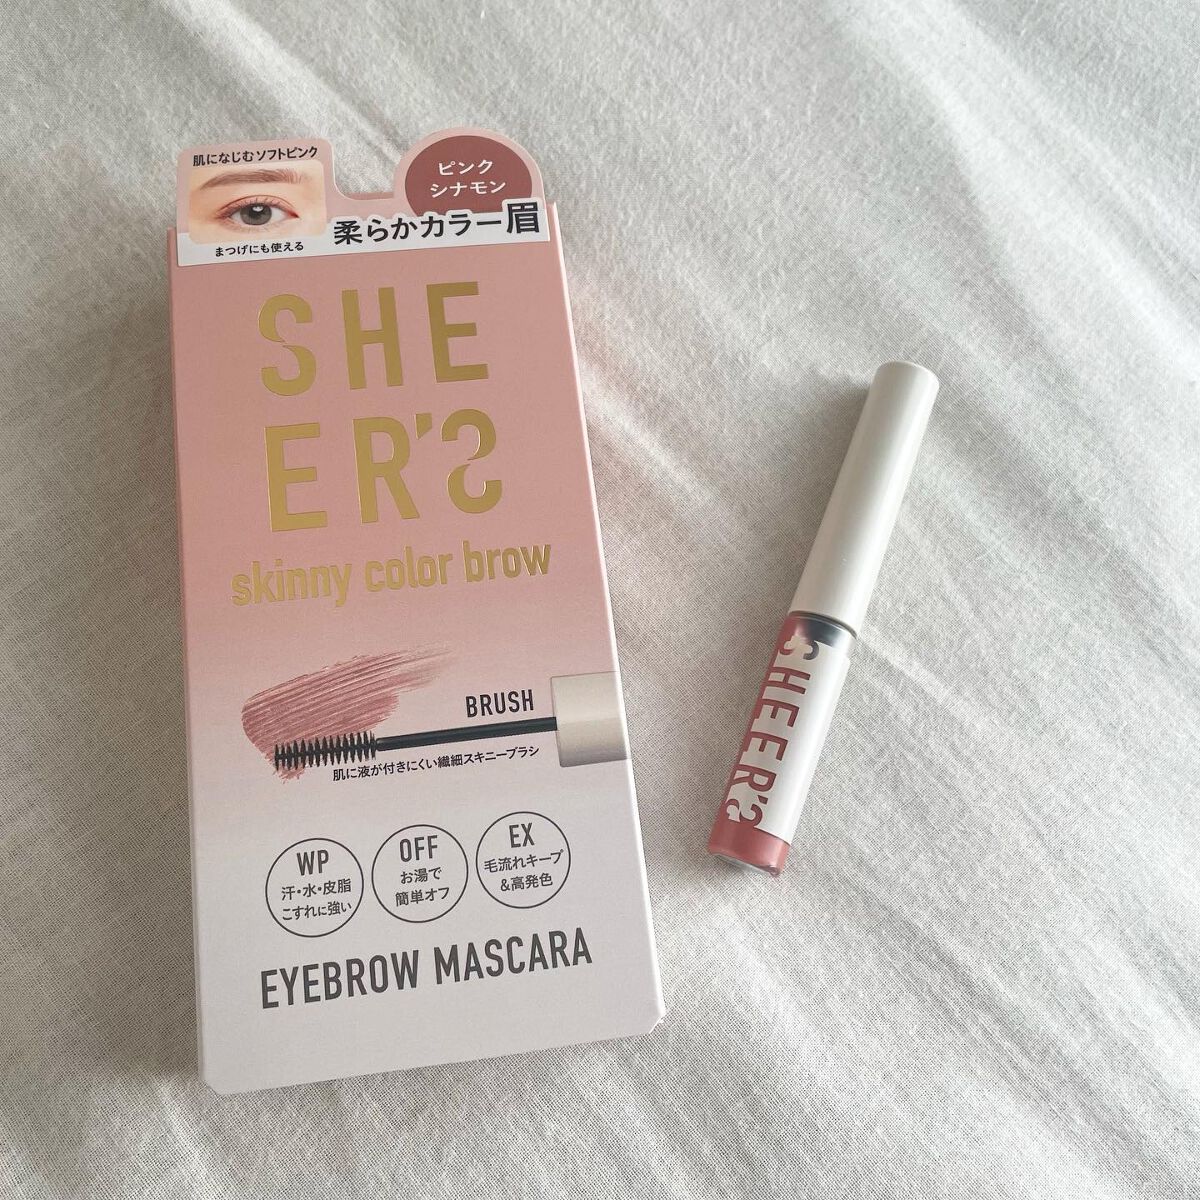 肌になじむソフトピンク
ピンク
シナモン
まつげにも使える
柔らかカラー眉
SHE
ER'S
skinny color brow
BRUSH
肌に液が付きにくい繊細スキニーブラシ
WP
汗・水・皮脂
こすれに強い
OFF
お湯で
簡単オフ
EX
毛流れキープ
&高発色
EYEBROW MASCARA
SHEER'S